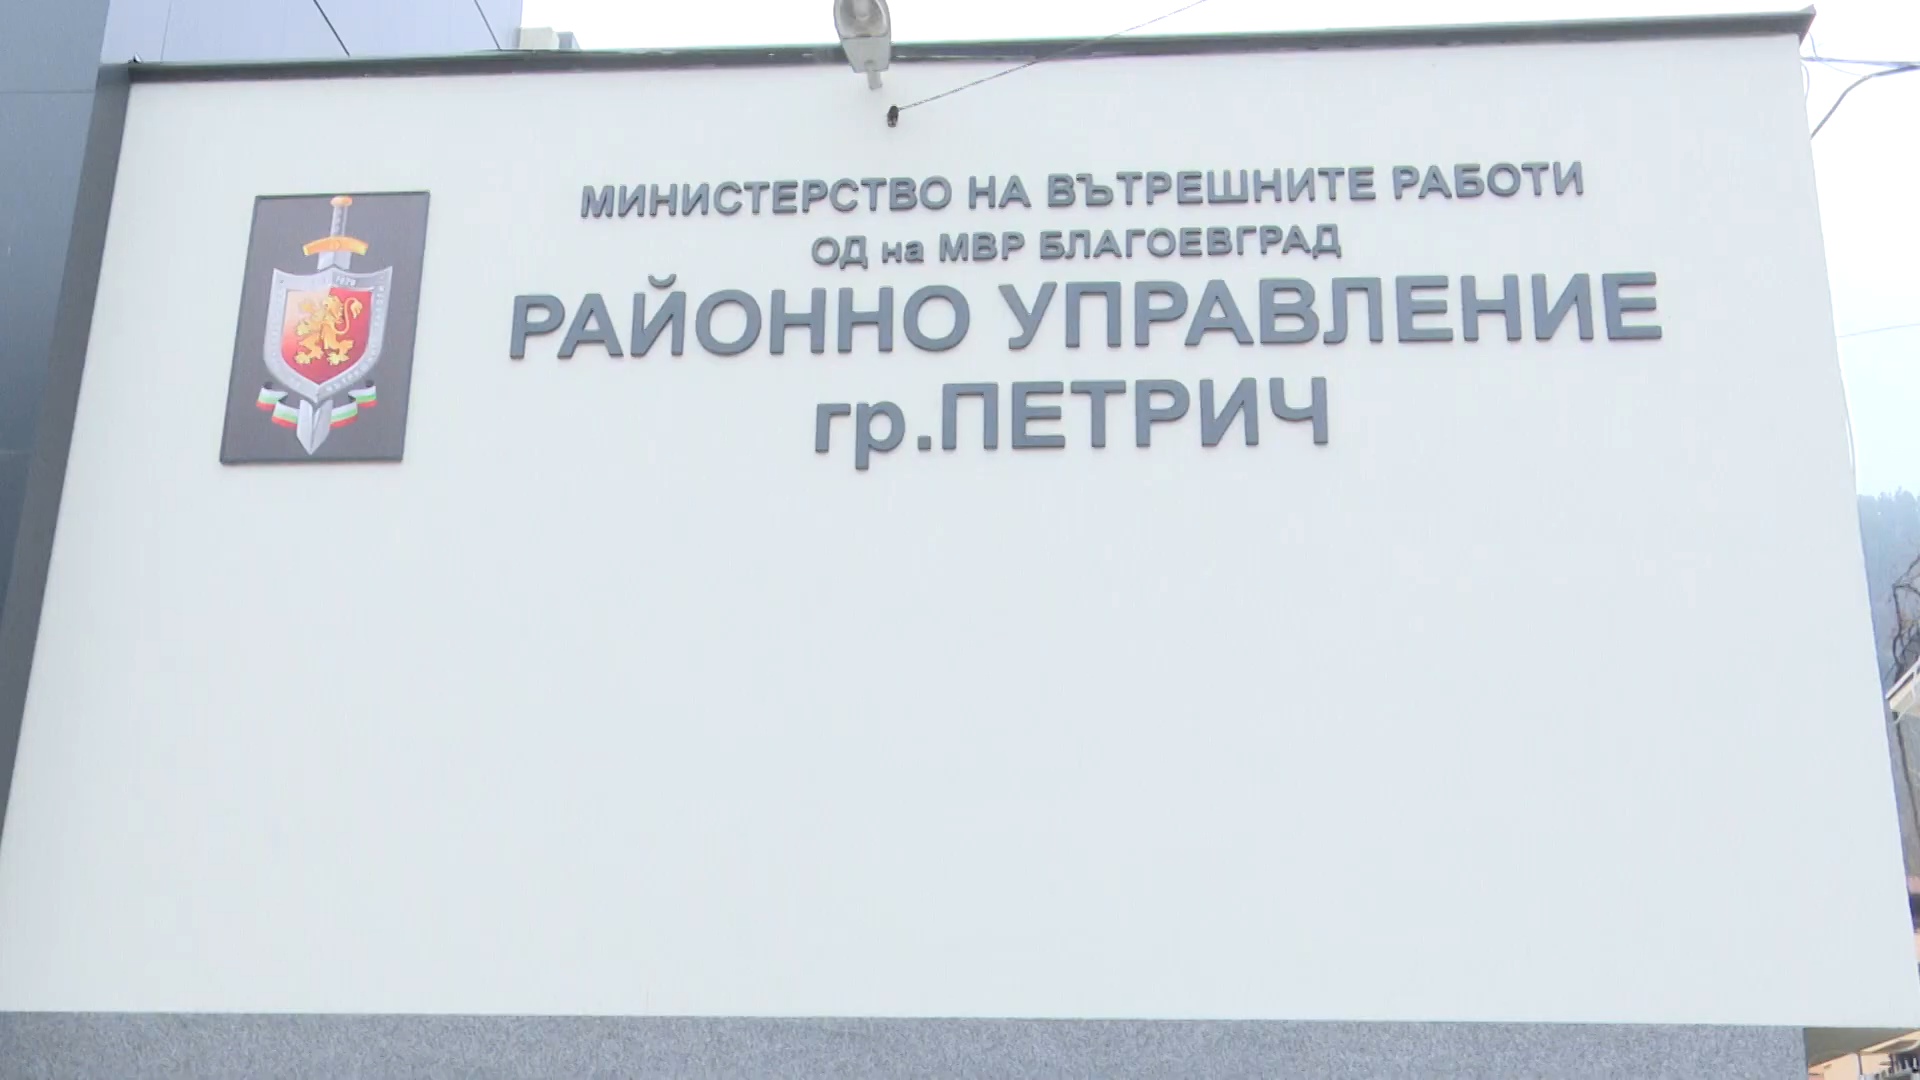 МИНИСТЕРСТВО НА ВЪТРЕШНИТЕ РАБОТИ
ОД на МВР БЛАГОЕВГРАД
РАЙОННО УПРАВЛЕНИЕ
гр.ПЕТРИЧ